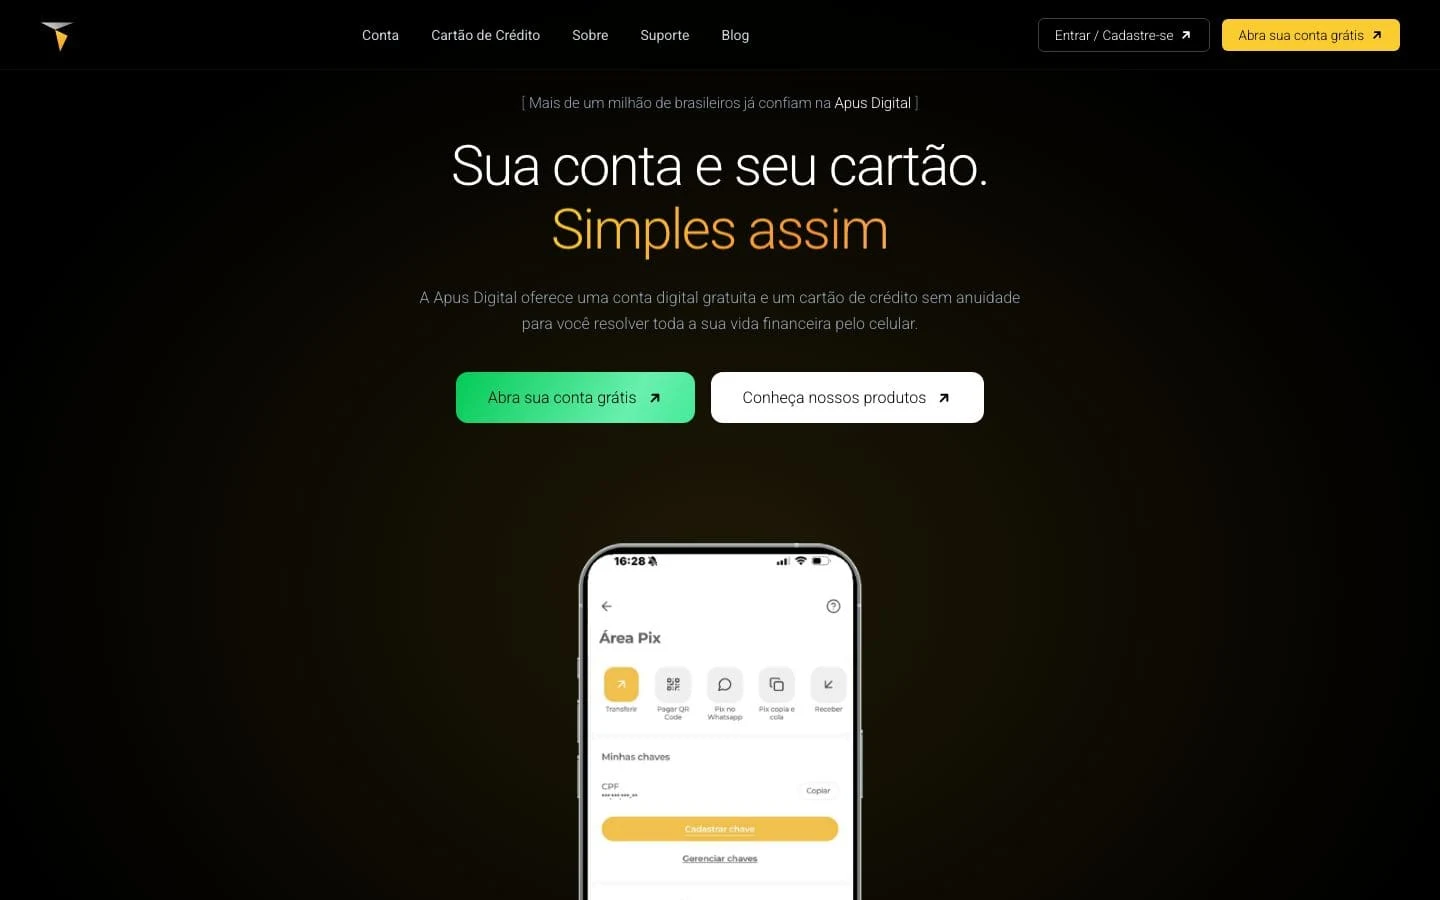 Conta
Cartão de Crédito
Sobre
Suporte
Blog
Entrar / Cadastre-se
Abra sua conta grátis
[ Mais de um milhão de brasileiros já confiam na Apus Digital ]
Sua conta e seu cartão.
Simples assim
A Apus Digital oferece uma conta digital gratuita e um cartão de crédito sem anuidade
para você resolver toda a sua vida financeira pelo celular.
Abra sua conta grátis
Conheça nossos produtos
16:28
Área Pix
Transferir
Pagar QR
Code
Pix no
Whatsapp
Pix copia e
cola
Receber
Minhas chaves
CPF
***.***.***-**
Copiar
Cadastrar chave
Gerenciar chaves